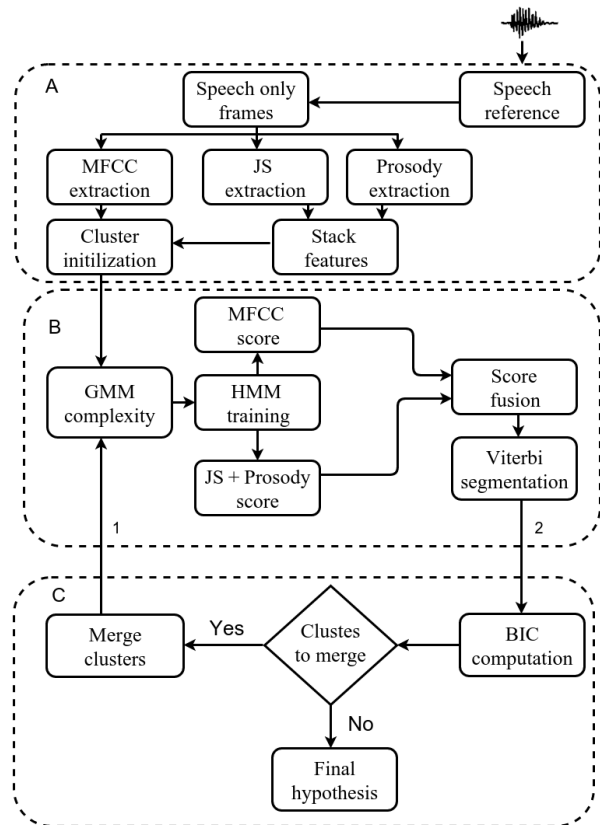 A
Speech only
frames
Speech
reference
MFCC
extraction
JS
extraction
Prosody
extraction
Cluster
initilization
Stack
features
B
MFCC
score
GMM
complexity
HMM
training
Score
fusion
JS + Prosody
score
Viterbi
segmentation
1
2
C
Merge
clusters
Yes
Clustes
to merge
BIC
computation
No
Final
hypothesis